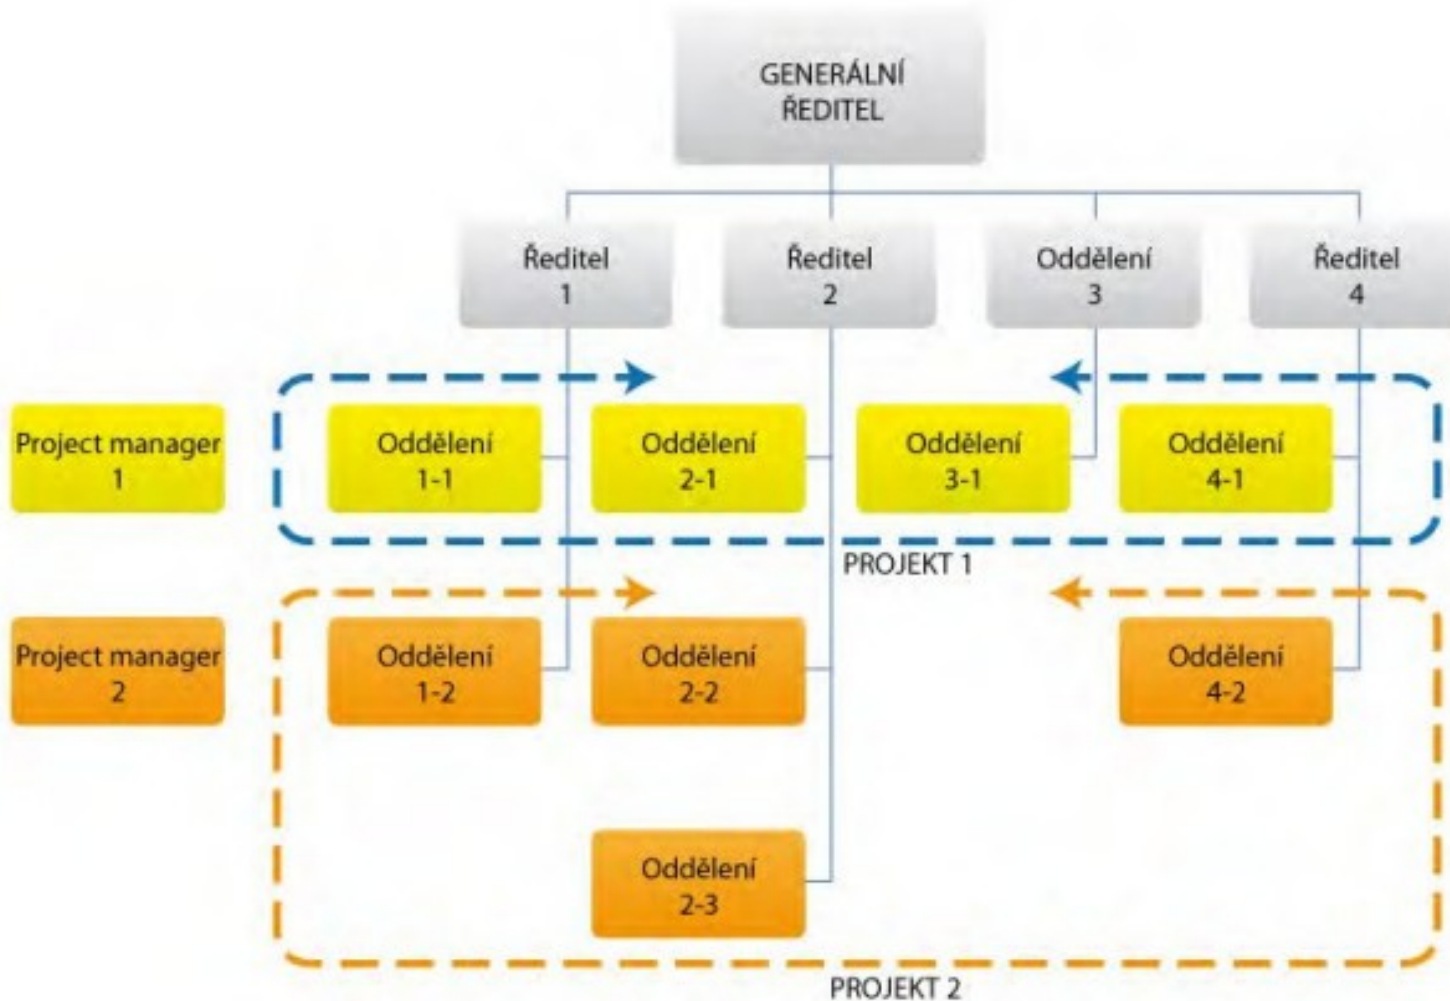 GENERÁLNÍ
ŘEDITEL
Ředitel
1
Ředitel
2
Oddělení
3
Ředitel
4
Project manager
1
Oddělení
1-1
Oddělení
2-1
Oddělení
3-1
Oddělení
4-1
PROJEKT 1
Project manager
2
Oddělení
1-2
Oddělení
2-2
Oddělení
4-2
Oddělení
2-3
PROJEKT 2